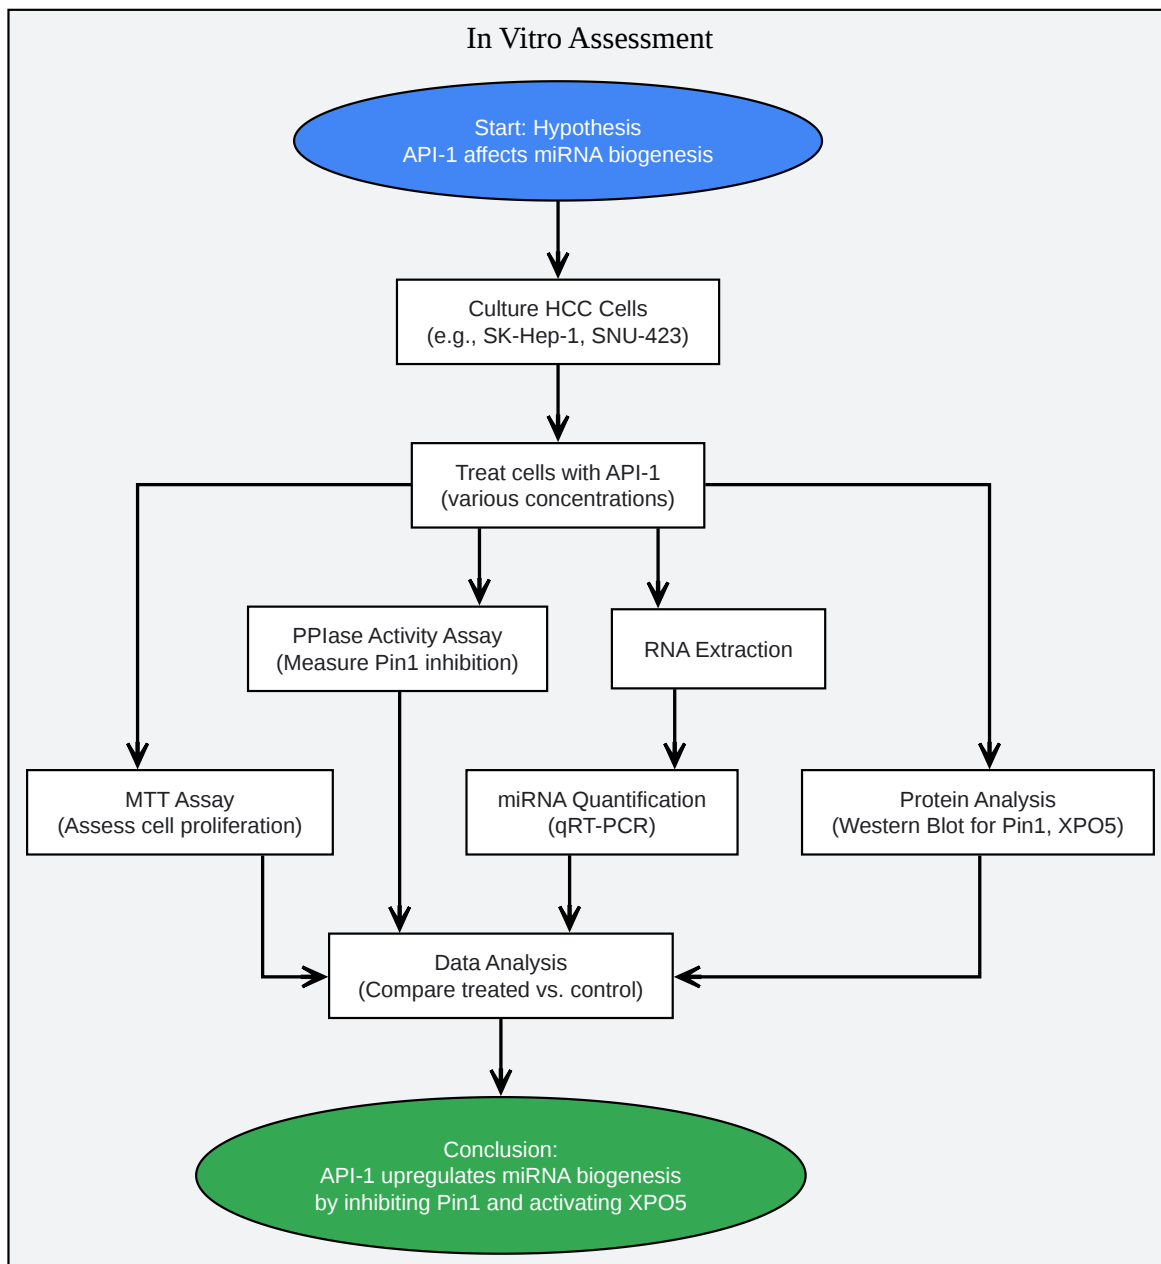 In Vitro Assessment
Start: Hypothesis
API-1 affects miRNA biogenesis
Culture HCC Cells
(e.g., SK-Hep-1, SNU-423)
Treat cells with API-1
(various concentrations)
PPIase Activity Assay
(Measure Pin1 inhibition)
RNA Extraction
MTT Assay
(Assess cell proliferation)
miRNA Quantification
(qRT-PCR)
Protein Analysis
(Western Blot for Pin1, XPO5)
Data Analysis
(Compare treated vs. control)
Conclusion:
API-1 upregulates miRNA biogenesis
by inhibiting Pin1 and activating XPO5